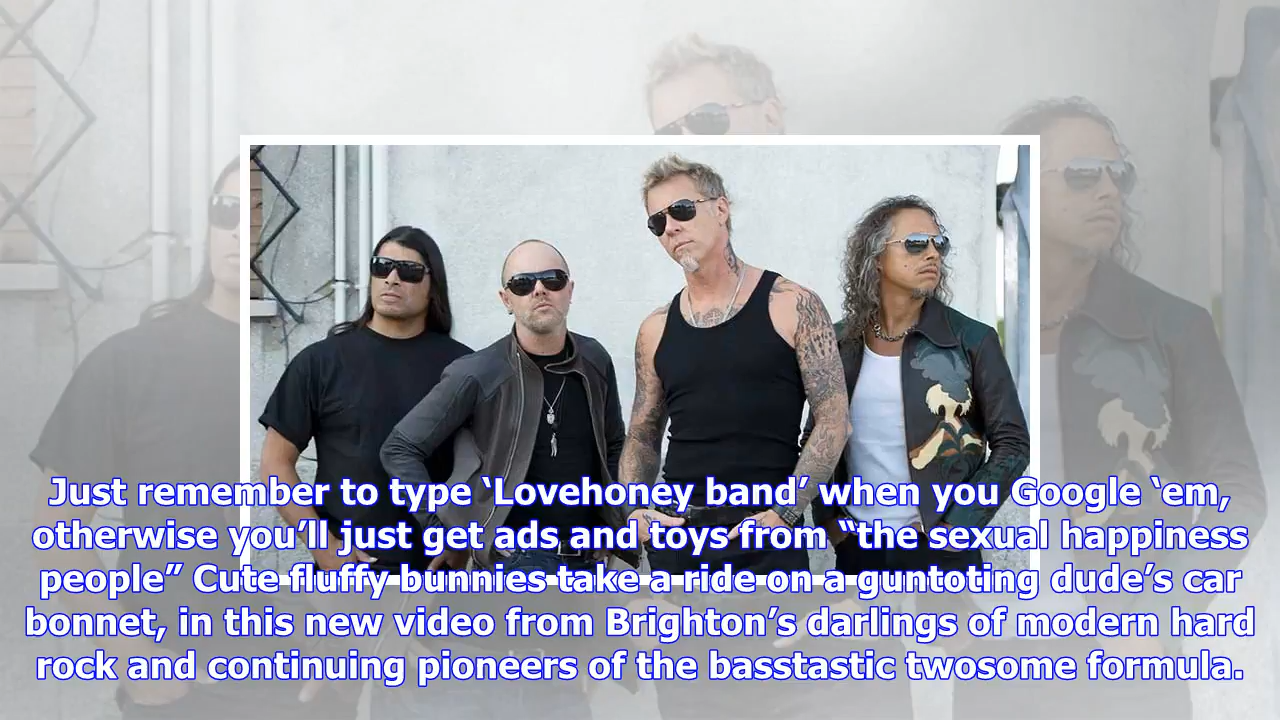 Just remember to type ‘Lovehoney band’ when you Google ‘em,
otherwise you’ll just get ads and toys from “the sexual happiness
people” Cute fluffy bunnies take a ride on a guntoting dude’s car
bonnet, in this new video from Brighton’s darlings of modern hard
rock and continuing pioneers of the basstastic twosome formula.